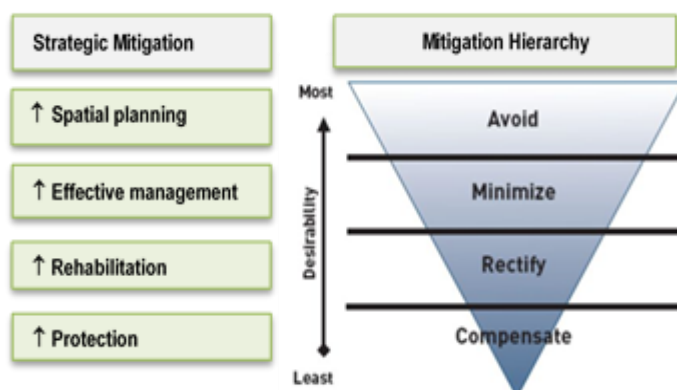 Strategic Mitigation
Mitigation Hierarchy
↑ Spatial planning
↑ Effective management
↑ Rehabilitation
↑ Protection
Most
Desirability
Least
Avoid
Minimize
Rectify
Compensate